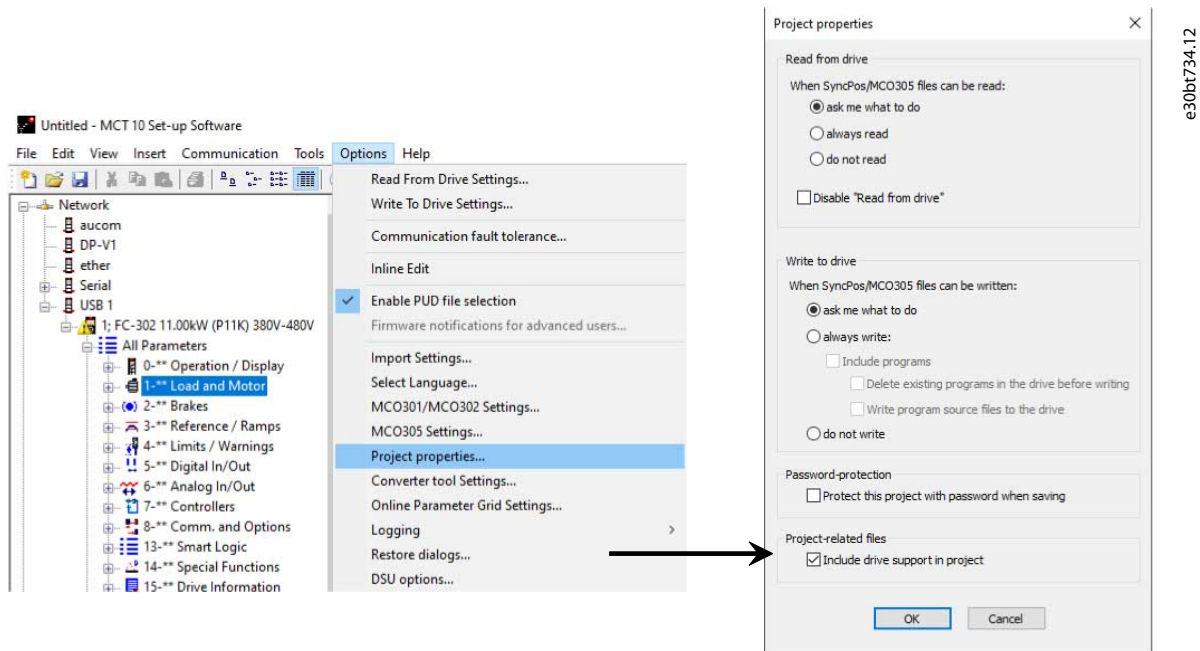 Untitled - MCT 10 Set-up Software
File Edit View Insert Communication Tools Options Help
Network
aucom
DP-V1
ether
Serial
USB 1
1; FC-302 11.00kW (P11K) 380V-480V
All Parameters
0-** Operation / Display
1-** Load and Motor
2-** Brakes
3-** Reference / Ramps
4-** Limits / Warnings
5-** Digital In/Out
6-** Analog In/Out
7-** Controllers
8-** Comm. and Options
13-** Smart Logic
14-** Special Functions
15-** Drive Information
Read From Drive Settings...
Write To Drive Settings...
Communication fault tolerance...
Inline Edit
Enable PUD file selection
Firmware notifications for advanced users...
Import Settings...
Select Language...
MCO301/MCO302 Settings...
MCO305 Settings...
Project properties...
Converter tool Settings...
Online Parameter Grid Settings...
Logging
Restore dialogs...
DSU options...
Project properties
Read from drive
When SyncPos/MCO305 files can be read:
ask me what to do
always read
do not read
Disable "Read from drive"
Write to drive
When SyncPos/MCO305 files can be written:
ask me what to do
always write:
Include programs
Delete existing programs in the drive before writing
Write program source files to the drive
do not write
Password-protection
Protect this project with password when saving
Project-related files
Include drive support in project
OK Cancel
e30bt734.12